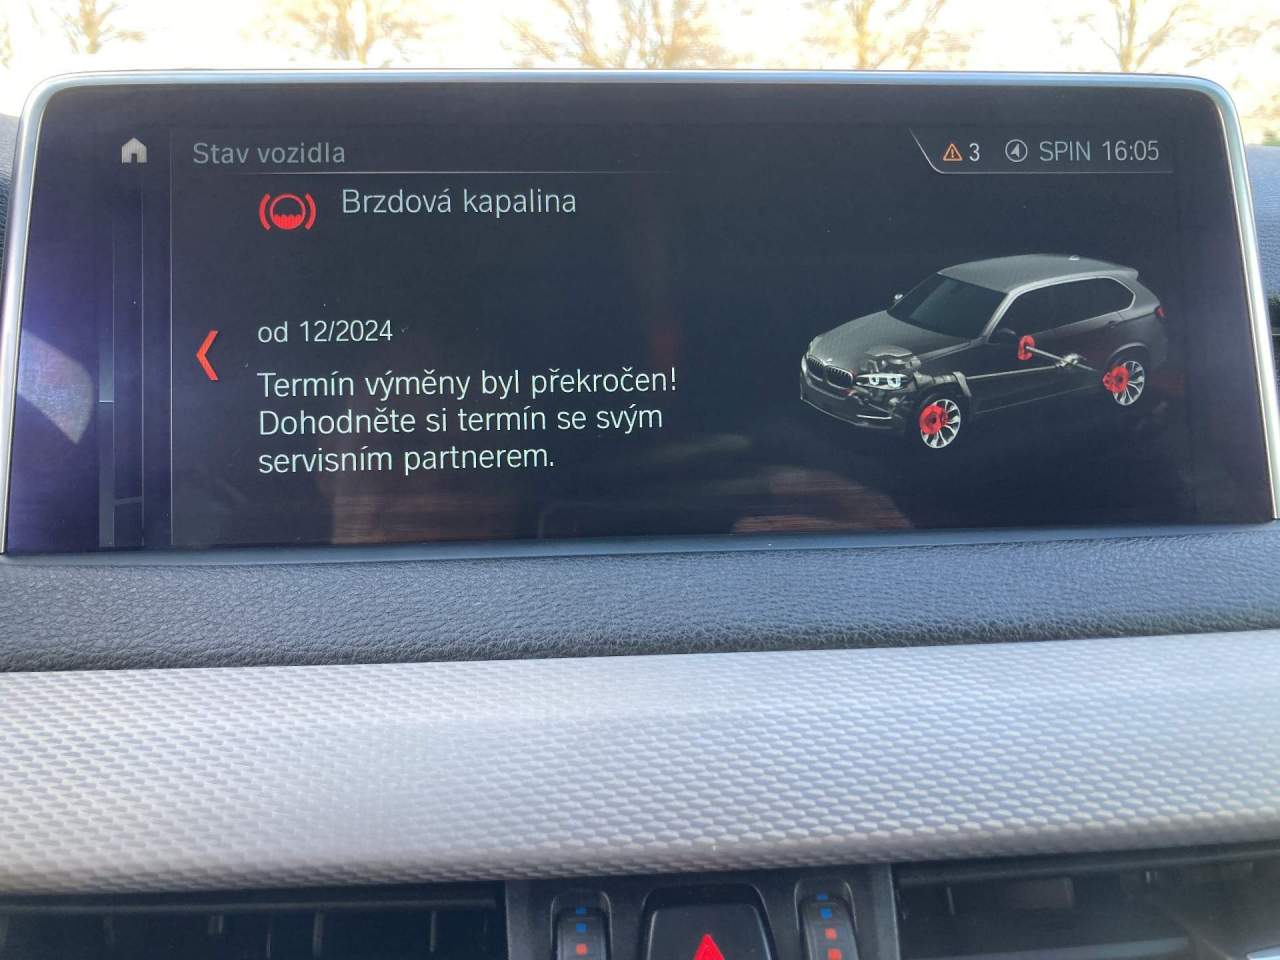 Stav vozidla
3 SPIN 16:05
Brzdová kapalina
od 12/2024
Termín výměny byl překročen!
Dohodněte si termín se svým
servisním partnerem.